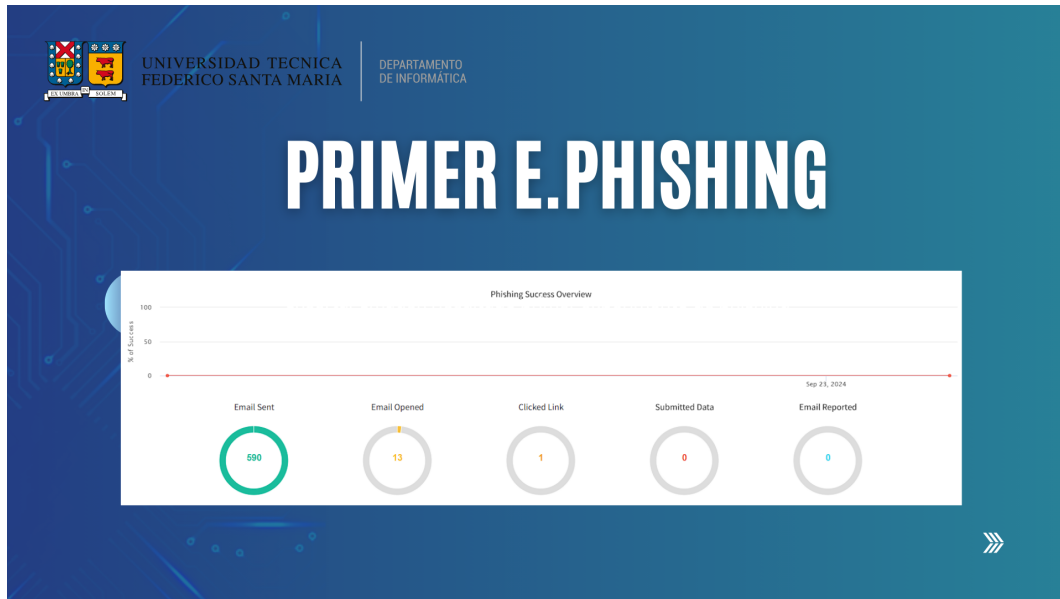 EX UMBRA IN SOLEM
UNIVERSIDAD TECNICA
FEDERICO SANTA MARIA
DEPARTAMENTO
DE INFORMÁTICA
PRIMER E.PHISHING
Phishing Success Overview
% of Success
100
50
0
Sep 23, 2024
Email Sent
Email Opened
Clicked Link
Submitted Data
Email Reported
590
13
1
0
0